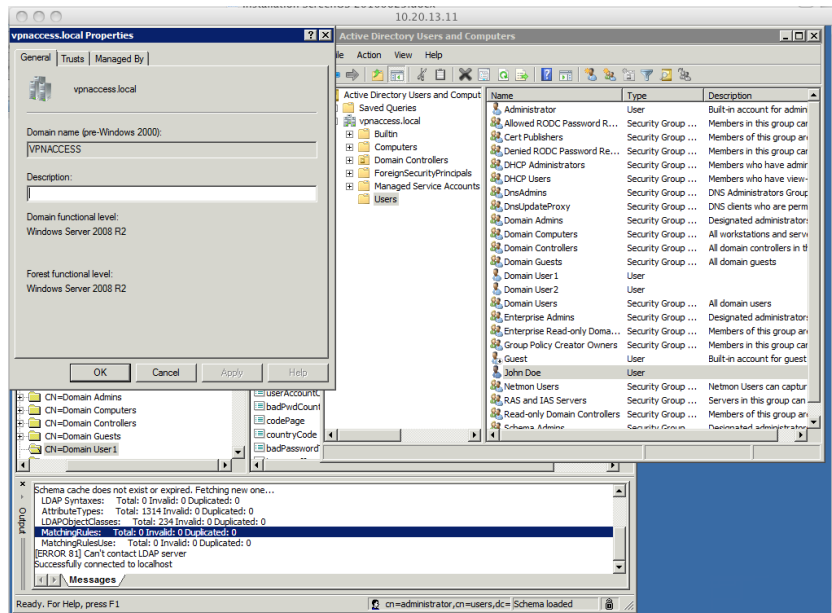 10.20.13.11
vpnaccess.local Properties
General
Trusts
Managed By
vpnaccess.local
Domain name (pre-Windows 2000):
VPNACCESS
Description:
Domain functional level:
Windows Server 2008 R2
Forest functional level:
Windows Server 2008 R2
OK
Cancel
Apply
Help
Active Directory Users and Computers
Action View Help
Active Directory Users and Comput
Saved Queries
vpnaccess.local
Builtin
Computers
Domain Controllers
ForeignSecurityPrincipals
Managed Service Accounts
Users
Name Type Description
Administrator User Built-in account for admin
Allowed RODC Password R... Security Group ... Members in this group car
Cert Publishers Security Group ... Members of this group are
Denied RODC Password Re... Security Group ... Members in this group car
DHCP Administrators Security Group ... Members who have admir
DHCP Users Security Group ... Members who have view-
DnsAdmins Security Group ... DNS Administrators Group
DnsUpdateProxy Security Group ... DNS clients who are perm
Domain Admins Security Group ... Designated administrators
Domain Computers Security Group ... All workstations and serve
Domain Controllers Security Group ... All domain controllers in th
Domain Guests Security Group ... All domain guests
Domain User1 User
Domain User2 User
Domain Users Security Group ... All domain users
Enterprise Admins Security Group ... Designated administrators
Enterprise Read-only Doma... Security Group ... Members of this group are
Group Policy Creator Owners Security Group ... Members in this group car
Guest User Built-in account for guest
John Doe User
Netmon Users Security Group ... Netmon Users can captur
RAS and IAS Servers Security Group ... Servers in this group can
Read-only Domain Controllers Security Group ... Members of this group are
Schema Admins Security Group ... Designated administrators
CN=Domain Admins
CN=Domain Computers
CN=Domain Controllers
CN=Domain Guests
CN=Domain User1
userAccountC
badPwdCount
codePage
countryCode
badPassword
Output
Schema cache does not exist or expired. Fetching new one...
LDAP Syntaxes: Total: 0 Invalid: 0 Duplicated: 0
AttributeTypes: Total: 1314 Invalid: 0 Duplicated: 0
LDAPObjectClasses: Total: 234 Invalid: 0 Duplicated: 0
MatchingRules: Total: 0 Invalid: 0 Duplicated: 0
MatchingRulesUse: Total: 0 Invalid: 0 Duplicated: 0
[ERROR 81] Can't contact LDAP server
Successfully connected to localhost
Messages
Ready. For Help, press F1
cn=administrator,cn=users,dc=
Schema loaded